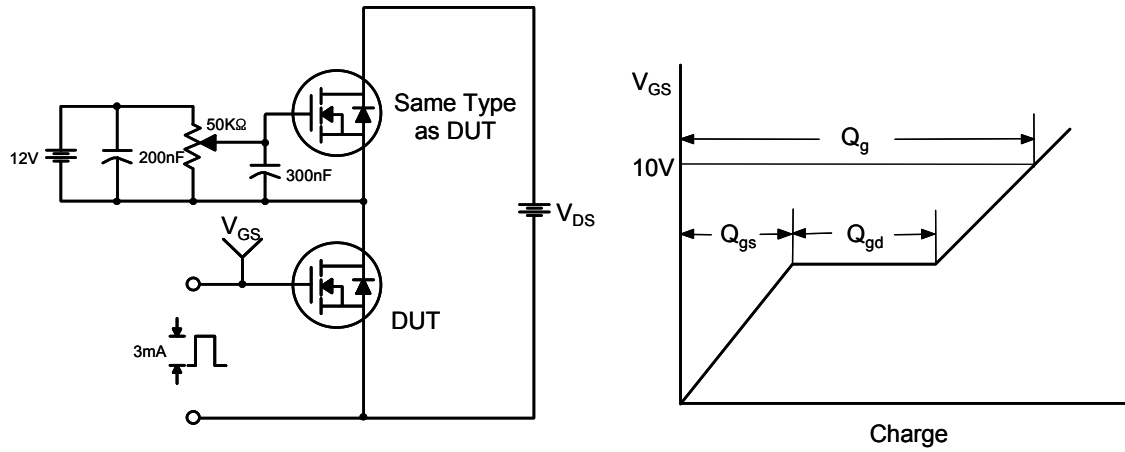 12V
200nF
50KΩ
300nF
Same Type
as DUT
V_DS
V_GS
DUT
3mA
V_GS
10V
Q_g
Q_gs
Q_gd
Charge